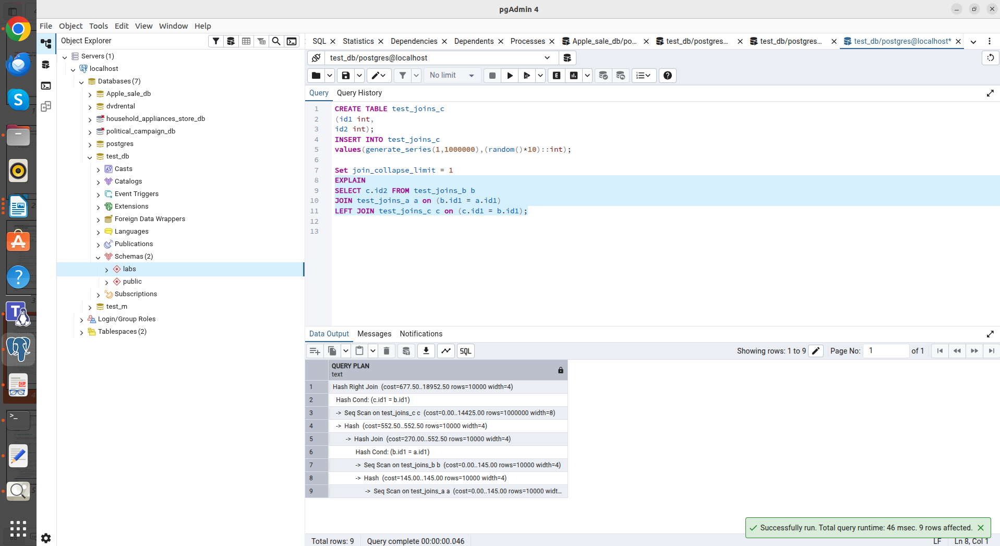 pgAdmin 4
File Object Tools Edit View Window Help
Object Explorer
SQL Statistics Dependencies Dependents Processes Apple_sale_db/po... test_db/postgres... test_db/postgres... test_db/postgres@localhost*
Servers (1)
localhost
Databases (7)
Apple_sale_db
dvdrental
household_appliances_store_db
political_campaign_db
postgres
test_db
Casts
Catalogs
Event Triggers
Extensions
Foreign Data Wrappers
Languages
Publications
Schemas (2)
labs
public
Subscriptions
test_m
Login/Group Roles
Tablespaces (2)
test_db/postgres@localhost
No limit
E
Query Query History
1 CREATE TABLE test_joins_c
2 (id1 int,
3 id2 int);
4 INSERT INTO test_joins_c
5 values(generate_series(1,1000000),(random()*10)::int);
6
7 Set join_collapse_limit = 1
8 EXPLAIN
9 SELECT c.id2 FROM test_joins_b b
10 JOIN test_joins_a a on (b.id1 = a.id1)
11 LEFT JOIN test_joins_c c on (c.id1 = b.id1);
12
13
Data Output Messages Notifications
SQL
Showing rows: 1 to 9 Page No: 1 of 1
QUERY PLAN
text
1 Hash Right Join (cost=677.50..18952.50 rows=10000 width=4)
2 Hash Cond: (c.id1 = b.id1)
3 -> Seq Scan on test_joins_c c (cost=0.00..14425.00 rows=1000000 width=8)
4 -> Hash (cost=552.50..552.50 rows=10000 width=4)
5 -> Hash Join (cost=270.00..552.50 rows=10000 width=4)
6 Hash Cond: (b.id1 = a.id1)
7 -> Seq Scan on test_joins_b b (cost=0.00..145.00 rows=10000 width=4)
8 -> Hash (cost=145.00..145.00 rows=10000 width=4)
9 -> Seq Scan on test_joins_a a (cost=0.00..145.00 rows=10000 widt...
Successfully run. Total query runtime: 46 msec. 9 rows affected.
Total rows: 9 Query complete 00:00:00.046 LF Ln 8, Col 1